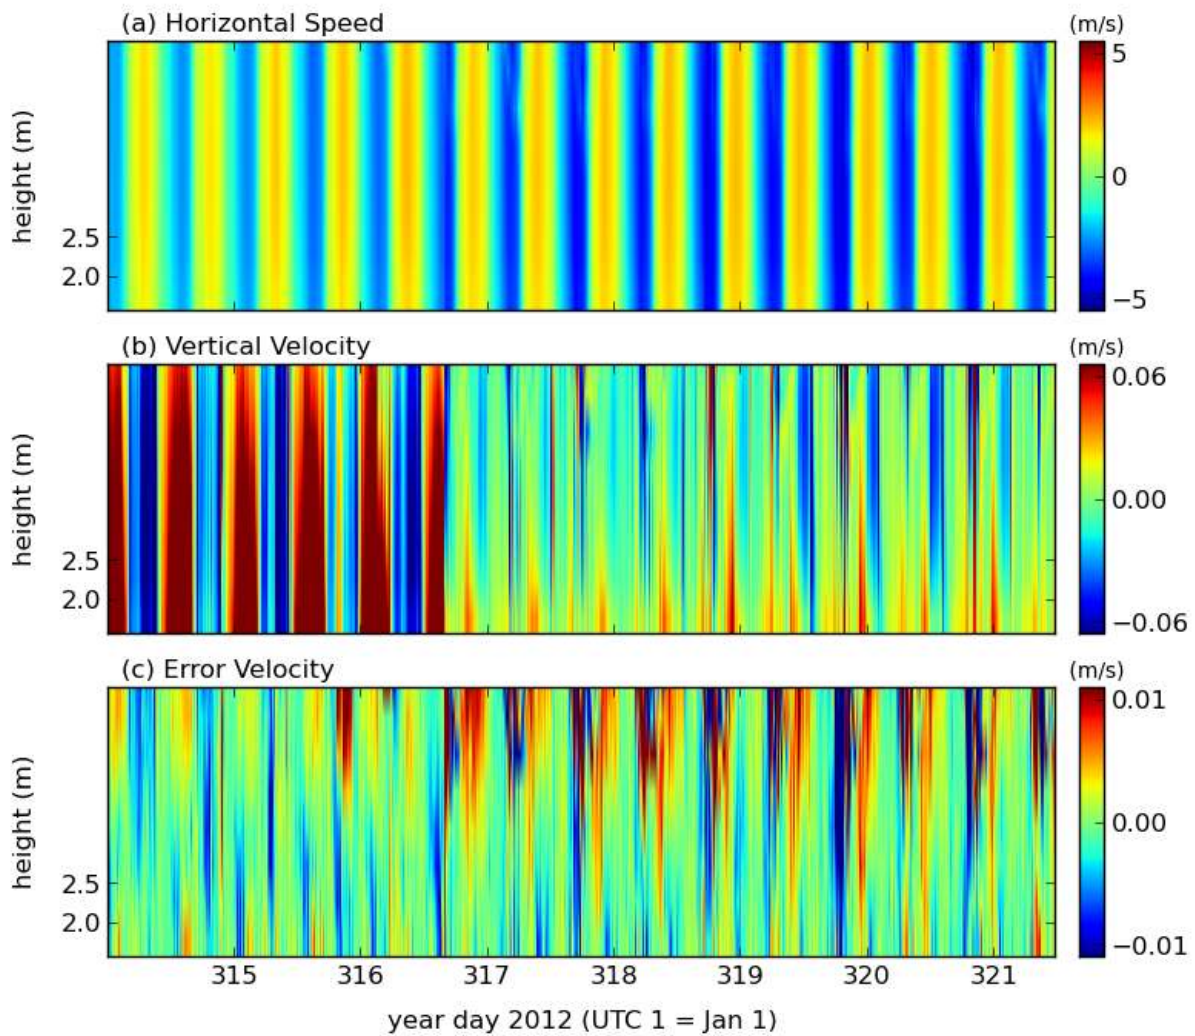 (a) Horizontal Speed
(m/s)
height (m)
2.5
2.0
5
0
−5
(b) Vertical Velocity
(m/s)
height (m)
2.5
2.0
0.06
0.00
−0.06
(c) Error Velocity
(m/s)
height (m)
2.5
2.0
0.01
0.00
−0.01
315 316 317 318 319 320 321
year day 2012 (UTC 1 = Jan 1)